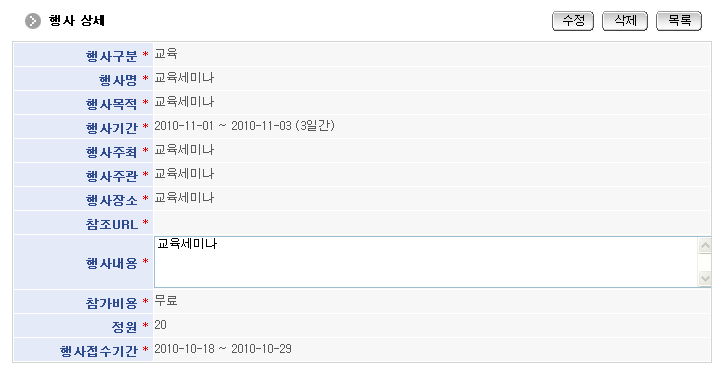 행사 상세
수정 삭제 목록
행사구분 * 교육
행사명 * 교육세미나
행사목적 * 교육세미나
행사기간 * 2010-11-01 ~ 2010-11-03 (3일간)
행사주최 * 교육세미나
행사주관 * 교육세미나
행사장소 * 교육세미나
참조URL *
행사내용 * 교육세미나
참가비용 * 무료
정원 * 20
행사접수기간 * 2010-10-18 ~ 2010-10-29